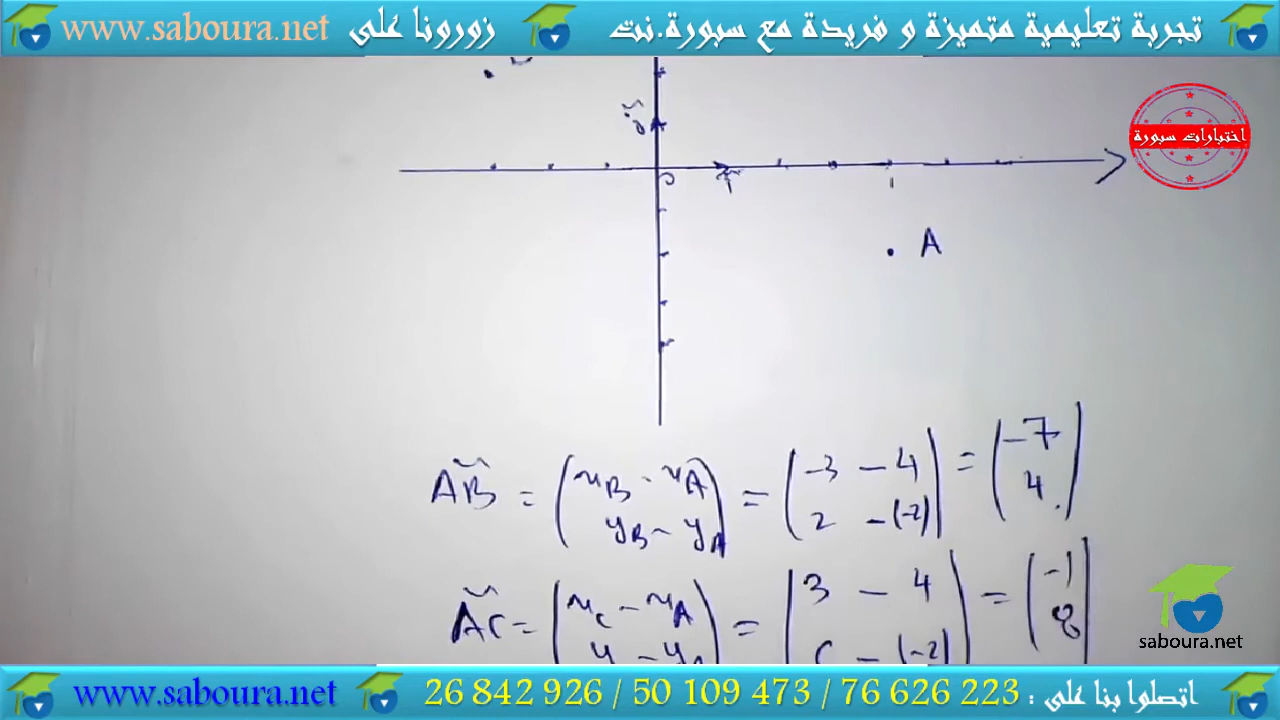 تجربة تعليمية متميزة و فريدة مع سبورة.نت زورونا على www.saboura.net
اختبارات سبورة
A
AB = (xB - xA yB - yA) = (-3 - 4 2 - (-2)) = (-7 4)
AC = (xC - xA y - yA) = (3 - 4 - (-2)) = (-1 8)
saboura.net
اتصلوا بنا على : 26 842 926 / 50 109 473 / 76 626 223 www.saboura.net